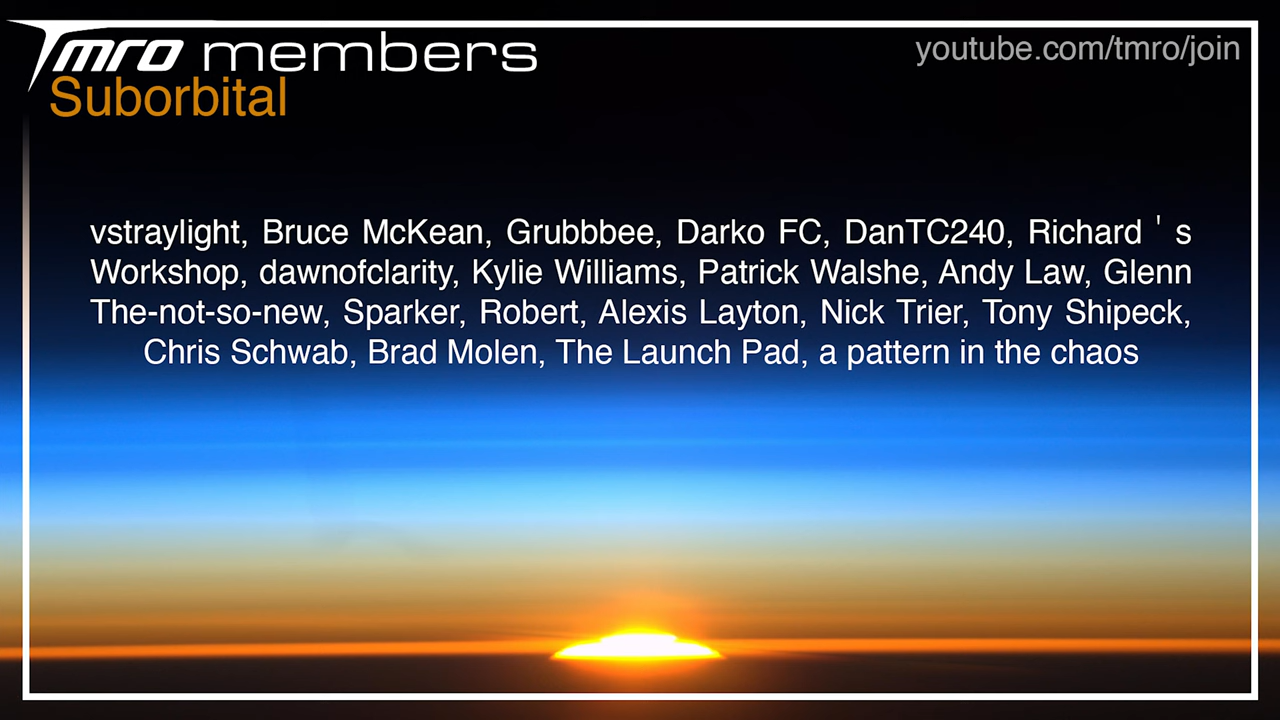 Tmro members
youtube.com/tmro/join
Suborbital
vstraylight, Bruce McKean, Grubbbee, Darko FC, DanTC240, Richard ' s
Workshop, dawnofclarity, Kylie Williams, Patrick Walshe, Andy Law, Glenn
The-not-so-new, Sparker, Robert, Alexis Layton, Nick Trier, Tony Shipeck,
Chris Schwab, Brad Molen, The Launch Pad, a pattern in the chaos